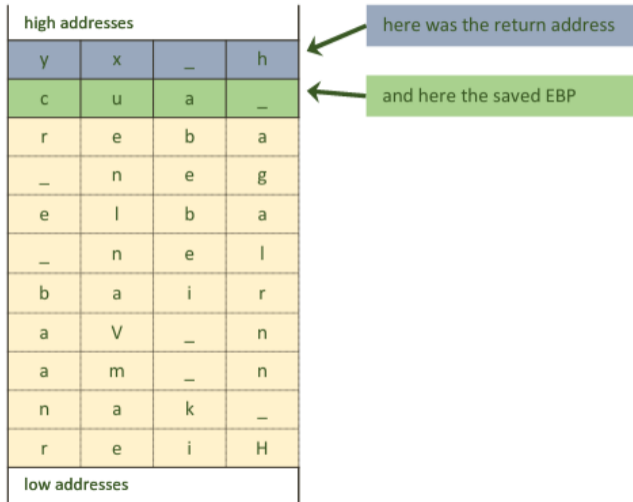 high addresses
here was the return address
y x _ h
c u a _
and here the saved EBP
r e b a
_ n e g
e l b a
_ n e l
b a i r
a V _ n
a m _ n
n a k _
r e i H
low addresses